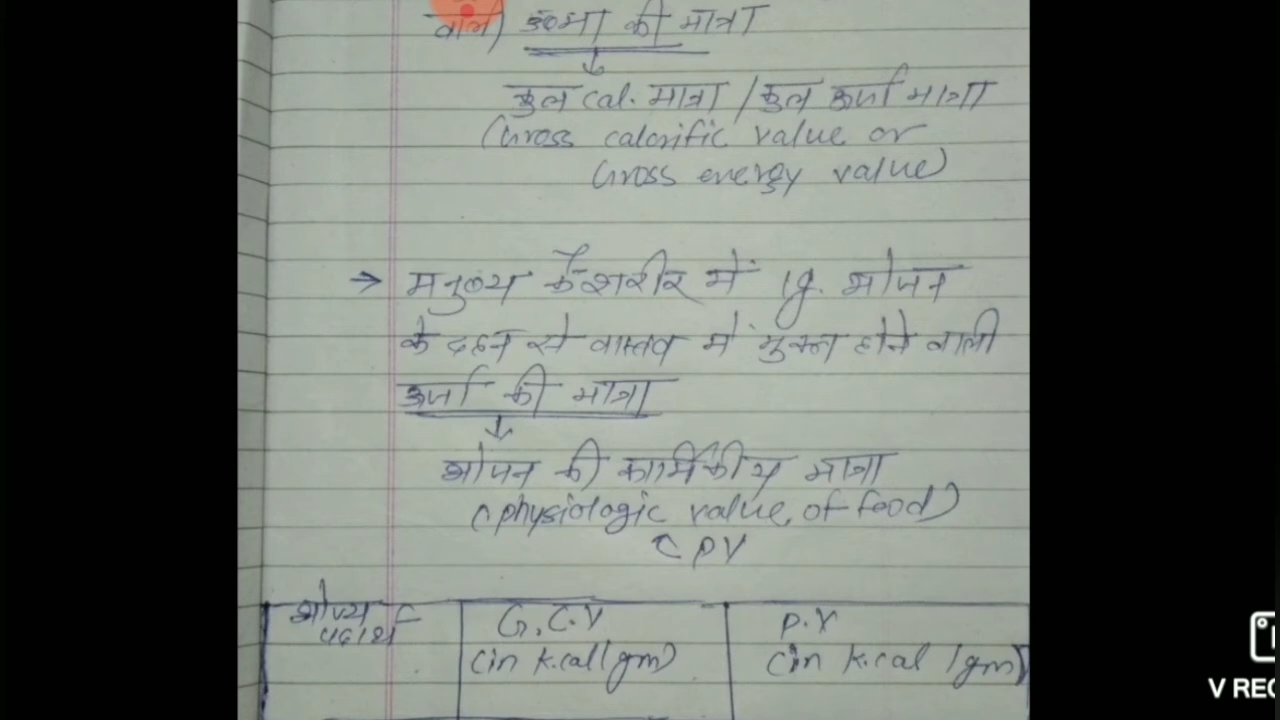 वाली) ऊष्मा की मात्रा
↓
कुल cal. मात्रा / कुल ऊर्जा मात्रा
(Gross calorific value or
Gross energy value)
→ मनुष्य के शरीर में 1g. भोजन
के दहन से वास्तव में मुक्त होने वाली
ऊर्जा की मात्रा
↓
भोजन की कार्मिकीय मात्रा
(physiologic value of food)
(PV
भोज्य पदार्थ
G.C.V
(in k.cal/gm)
P.V
(in k.cal/gm)
V REC